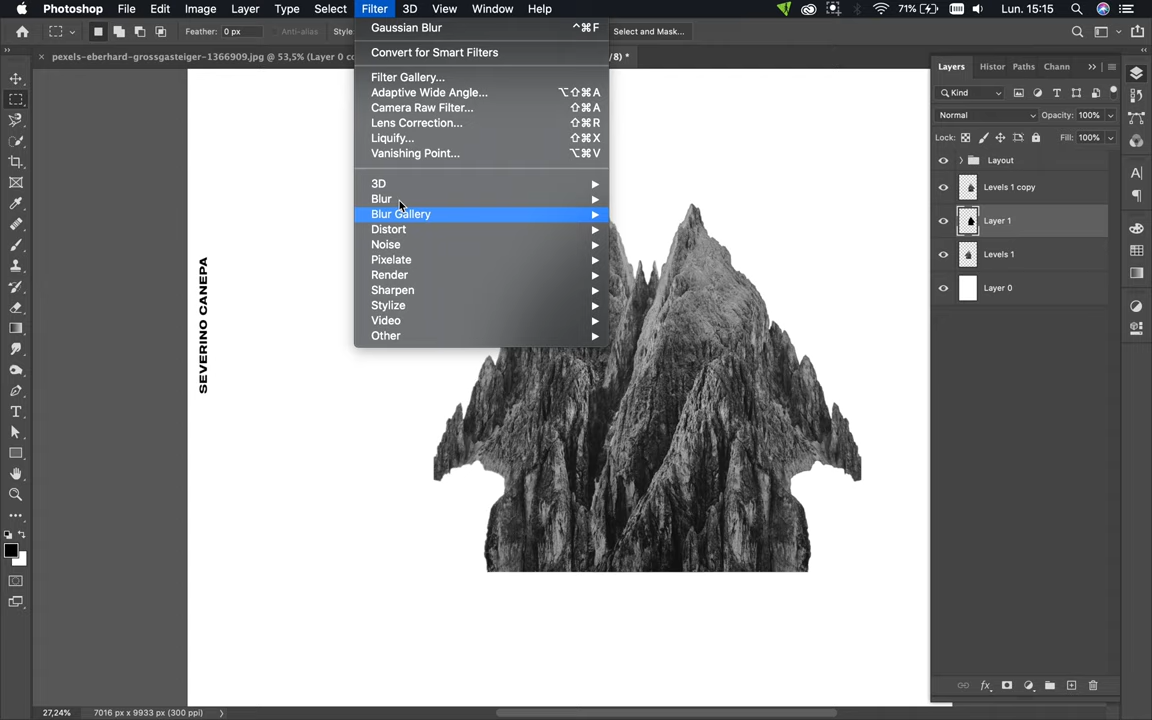 Photoshop File Edit Image Layer Type Select Filter 3D View Window Help 71% Lun. 15:15
Feather: 0 px Anti-alias Style Select and Mask...
pexels-eberhard-grossgasteiger-1366909.jpg @ 53,5% (Layer 0 co /8) *
Gaussian Blur ^⌘F
Convert for Smart Filters
Filter Gallery...
Adaptive Wide Angle... ⌥⇧⌘A
Camera Raw Filter... ⇧⌘A
Lens Correction... ⇧⌘R
Liquify... ⇧⌘X
Vanishing Point... ⌥⌘V
3D
Blur
Blur Gallery
Distort
Noise
Pixelate
Render
Sharpen
Stylize
Video
Other
SEVERINO CANEPA
Layers Histor Paths Chann
Kind
Normal Opacity: 100%
Lock: Fill: 100%
Layout
Levels 1 copy
Layer 1
Levels 1
Layer 0
fx
27,24% 7016 px x 9933 px (300 ppi)